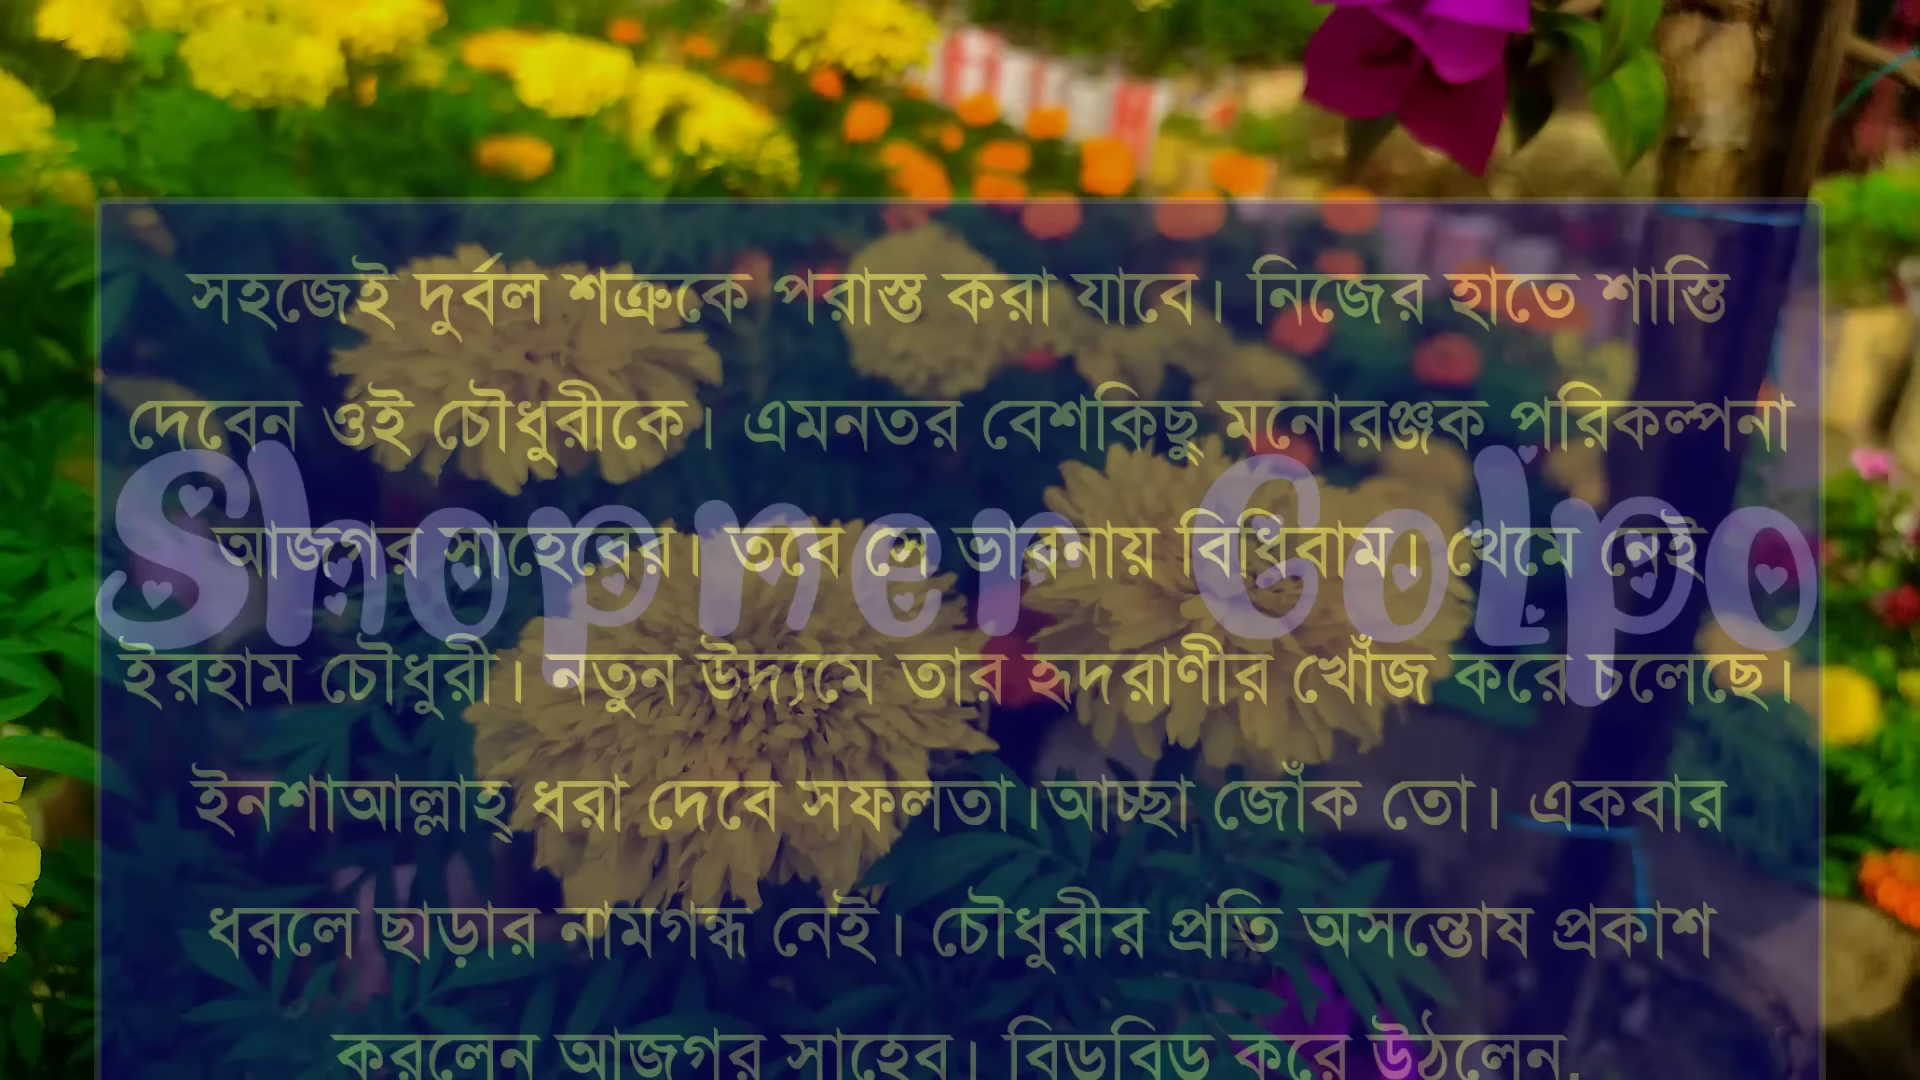 সহজেই দুর্বল শত্রুকে পরাস্ত করা যাবে। নিজের হাতে শাস্তি
দেবেন ওই চৌধুরীকে। এমনতর বেশকিছু মনোরঞ্জক পরিকল্পনা
Shopner Golpo
আজগর সাহেবের। তবে সে ভাবনায় বিধিবাম। থেমে নেই
ইরহাম চৌধুরী। নতুন উদ্যমে তার হৃদরাণীর খোঁজ করে চলেছে।
ইনশাআল্লাহ্ ধরা দেবে সফলতা।আচ্ছা জোঁক তো। একবার
ধরলে ছাড়ার নামগন্ধ নেই। চৌধুরীর প্রতি অসন্তোষ প্রকাশ
করলেন আজগর সাহেব। বিড়বিড় করে উঠলেন,